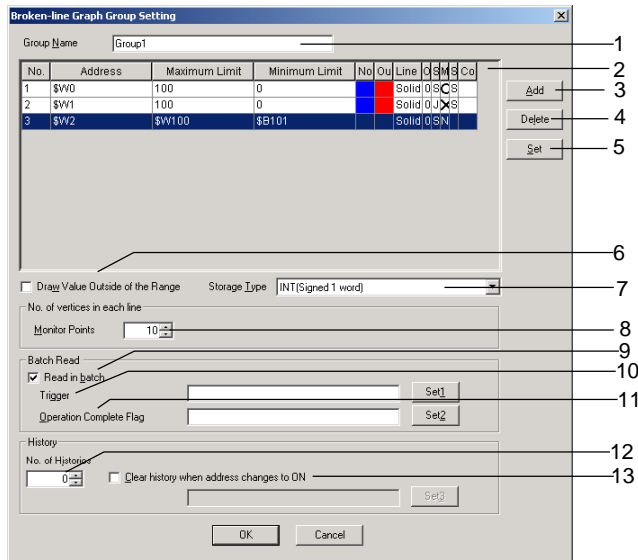 Broken-line Graph Group Setting
Group Name Group1 1
No. Address Maximum Limit Minimum Limit No Ou Line O S M S Co 2
1 $W0 100 0 Solid 0 S S
2 $W1 100 0 Solid 0 J S
3 $W2 $W100 $B101 Solid 0 S N
Add 3
Delete 4
Set 5
6
Draw Value Outside of the Range Storage Type INT(Signed 1 word) 7
No. of vertices in each line
Monitor Points 10 8
Batch Read 9
Read in batch 10
Trigger Set1
Operation Complete Flag Set2 11
History
No. of Histories 12
0 Clear history when address changes to ON 13
Set3
OK Cancel